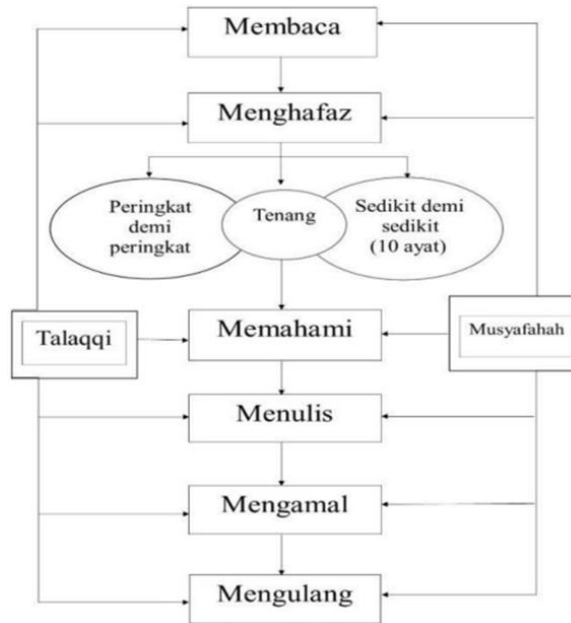 Membaca
Menghafaz
Peringkat
demi
peringkat
Tenang
Sedikit demi
sedikit
(10 ayat)
Talaqqi
Memahami
Musyafahah
Menulis
Mengamal
Mengulang